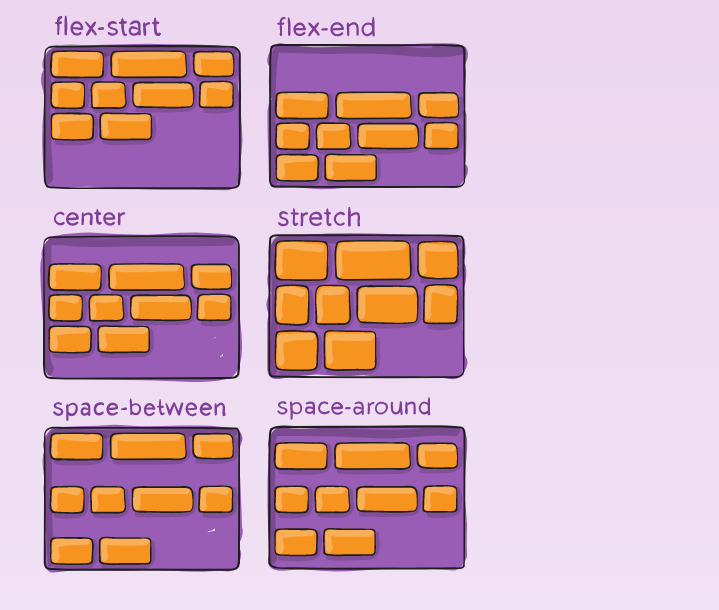 flex-start
flex-end
center
stretch
space-between
space-around